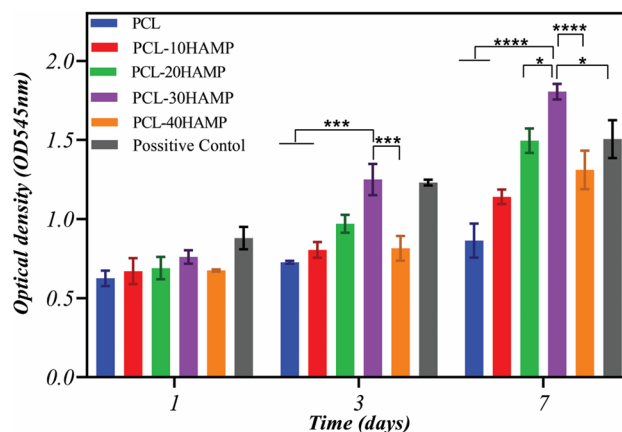 PCL
PCL-10HAMP
PCL-20HAMP
PCL-30HAMP
PCL-40HAMP
Possitive Contol
Optical density (OD545nm)
2.0
1.5
1.0
0.5
0.0
***
***
****
****
*
*
1
3
7
Time (days)